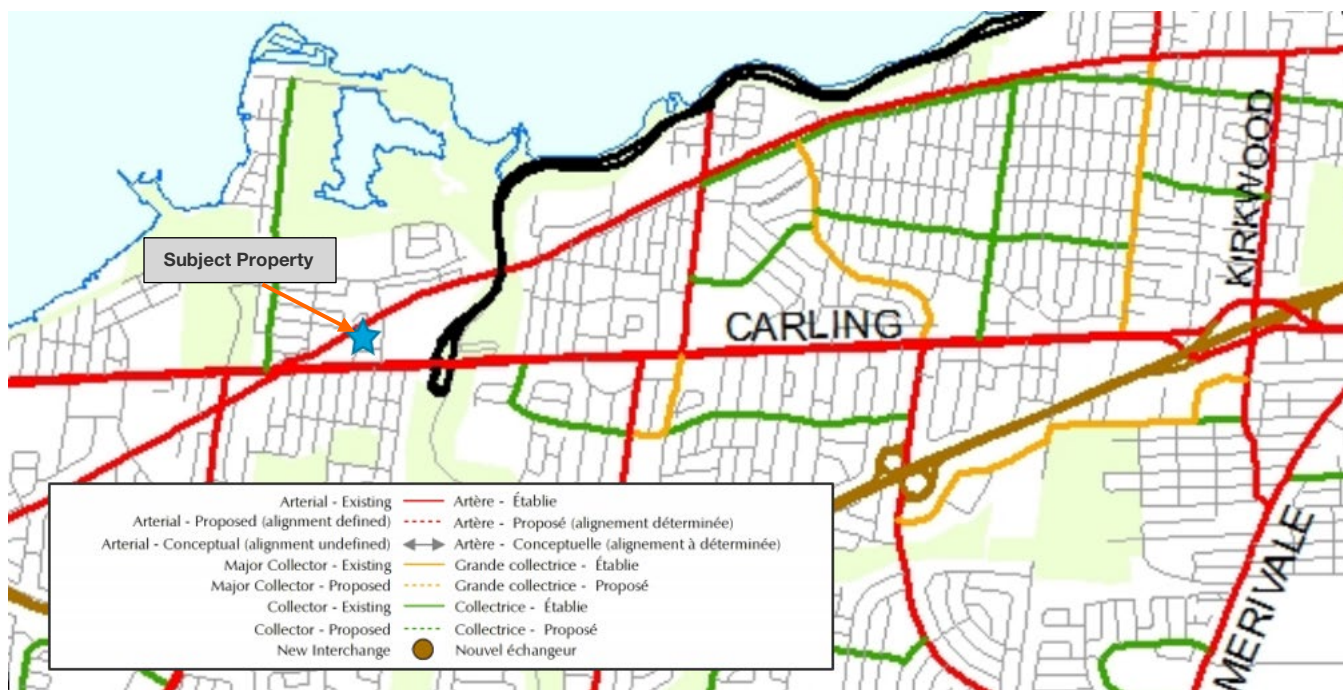 KIRKWOOD
Subject Property
CARLING
Arterial - Existing Artère - Établie
Arterial - Proposed (alignment defined) Artère - Proposé (alignement déterminée)
Arterial - Conceptual (alignment undefined) Artère - Conceptuelle (alignement à déterminée)
Major Collector - Existing Grande collectrice - Établie
Major Collector - Proposed Grande collectrice - Proposé
Collector - Existing Collectrice - Établie
Collector - Proposed Collectrice - Proposé
New Interchange Nouvel échangeur
MERIVALE